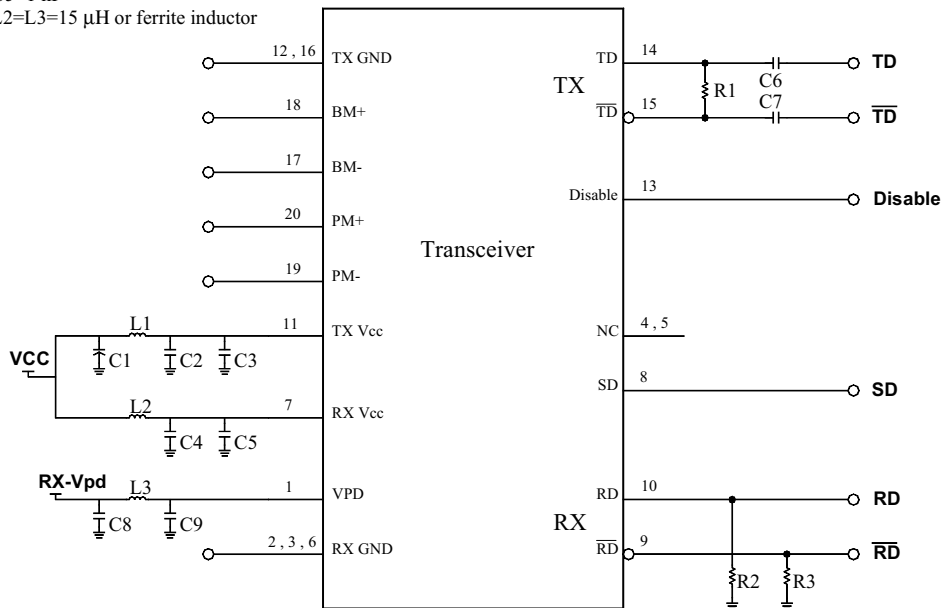 L2=L3=15 μH or ferrite inductor
12 , 16 TX GND TD 14 TD
TX
C6
R1
C7
18 BM+ TD 15 TD
17 BM-
Disable 13 Disable
20 PM+
Transceiver
19 PM-
L1 11 TX Vcc NC 4 , 5
C1 C2 C3
VCC
SD 8 SD
L2 7 RX Vcc
C4 C5
RX-Vpd L3 1 VPD RD 10 RD
C8 C9 RX
2 , 3 , 6 RX GND RD 9 RD
R2 R3